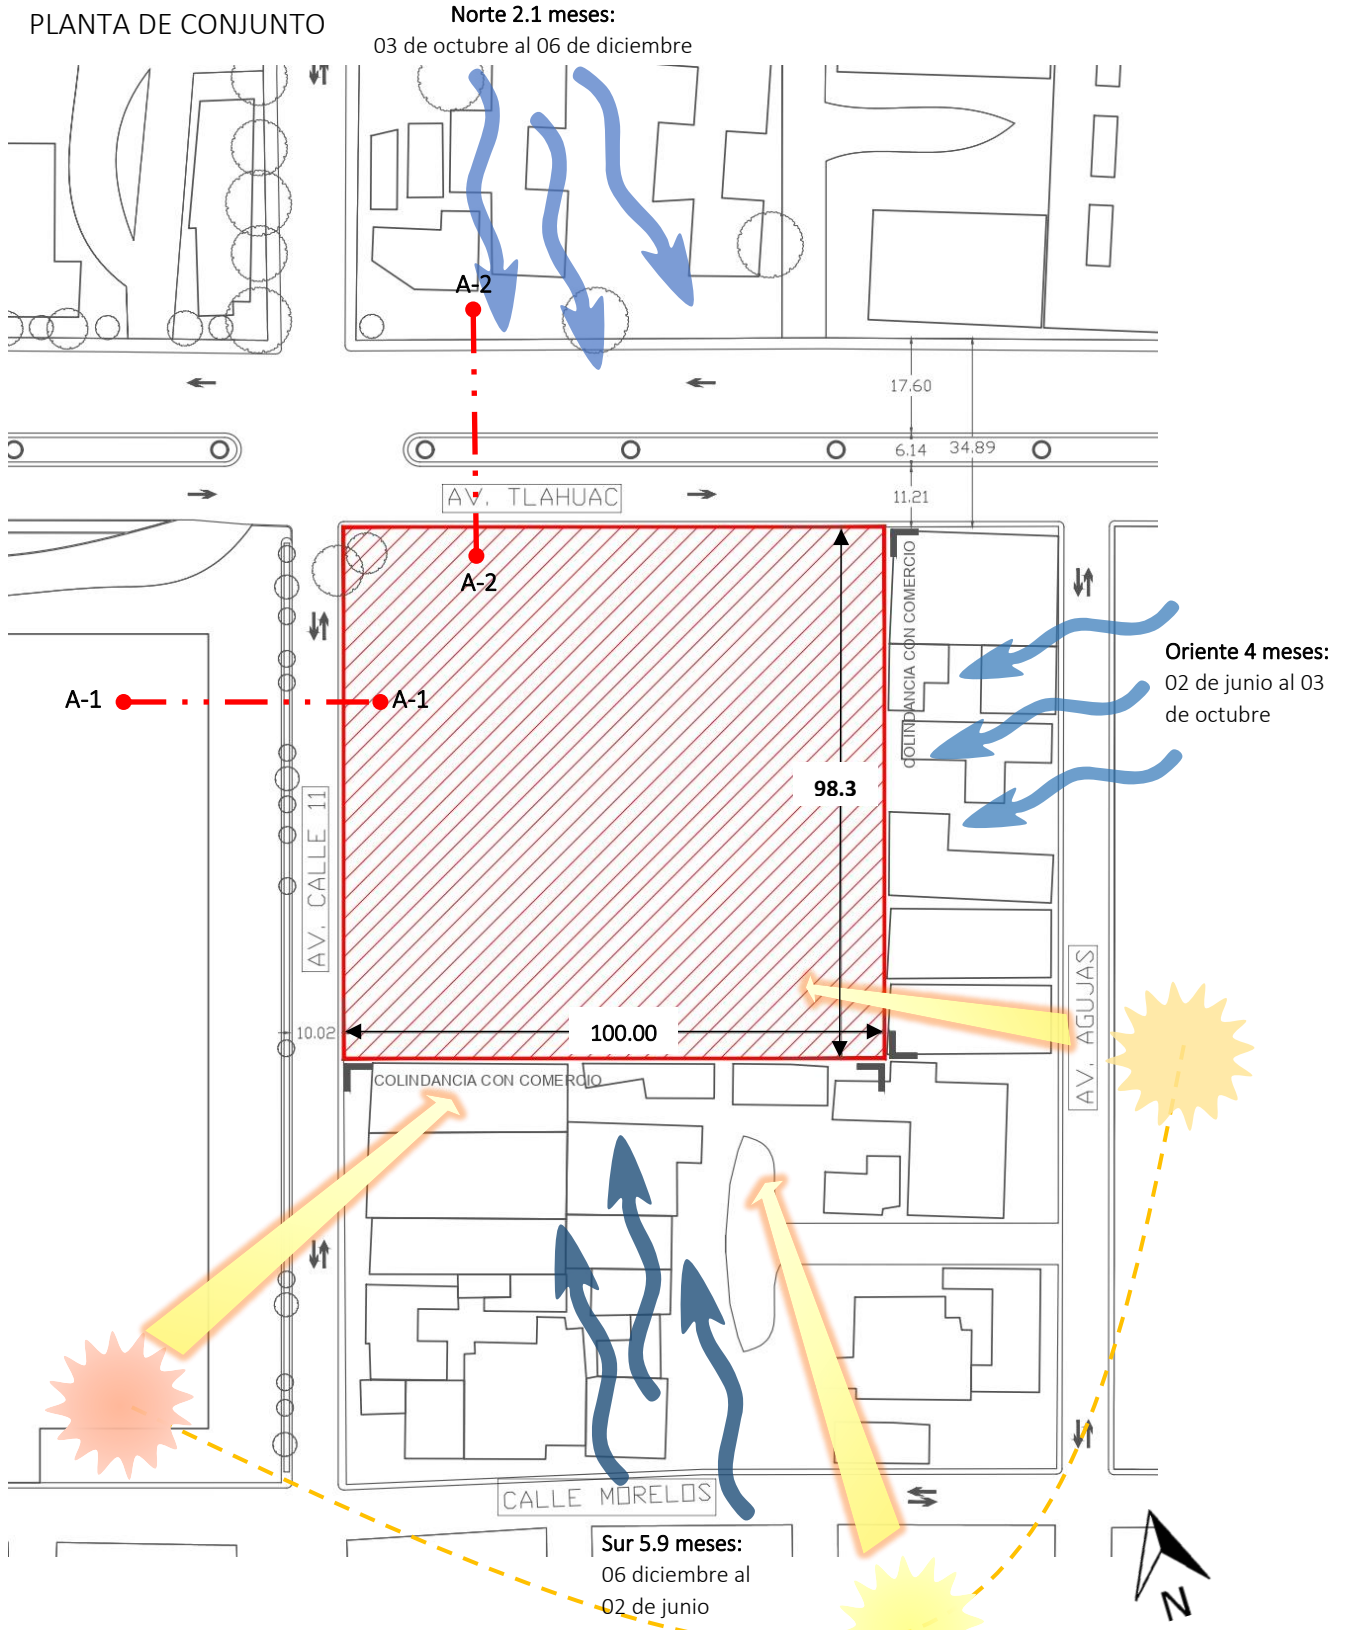 PLANTA DE CONJUNTO
Norte 2.1 meses:
03 de octubre al 06 de diciembre
A-2
17.60
6.14
34.89
11.21
AV. TLAHUAC
A-2
COLINDANCIA CON COMERCIO
Oriente 4 meses:
02 de junio al 03
de octubre
A-1
A-1
98.3
AV. CALLE 11
AV. AGUJAS
10.02
100.00
COLINDANCIA CON COMERCIO
CALLE MORELOS
Sur 5.9 meses:
06 diciembre al
02 de junio
N